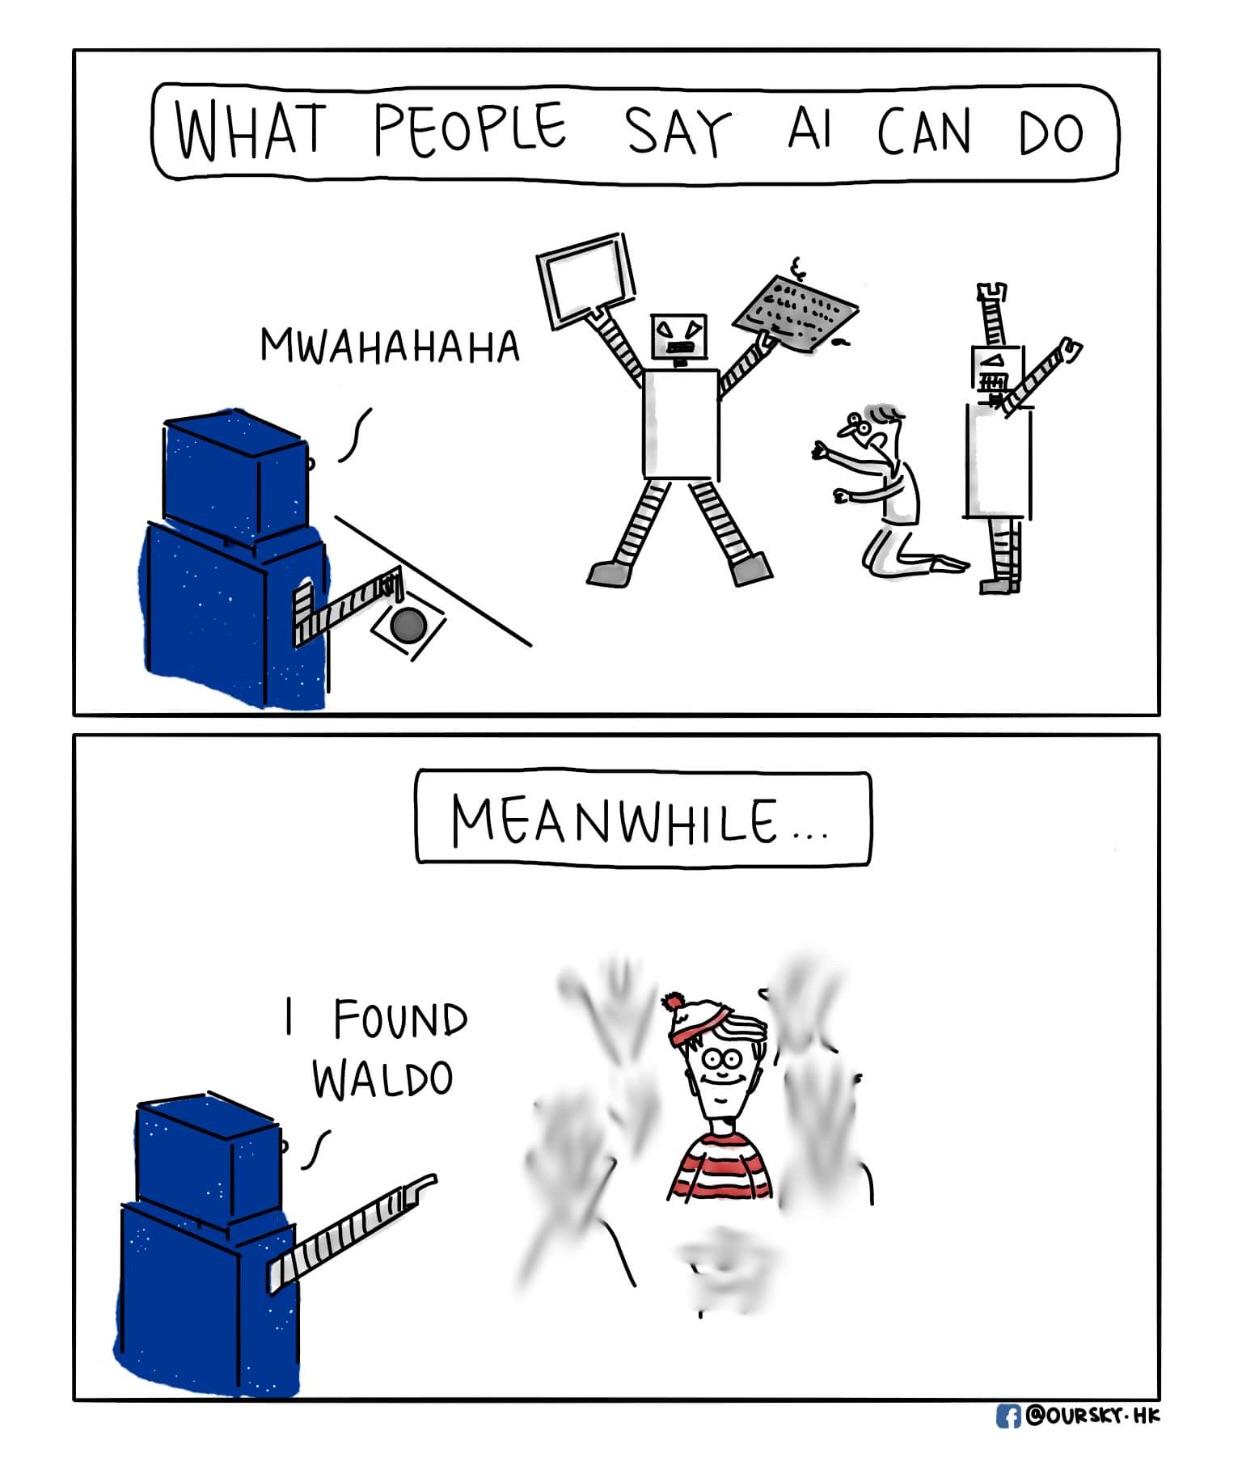 WHAT PEOPLE SAY AI CAN DO
MWAHAHAHA
MEANWHILE...
I FOUND
WALDO
@OURSKY.HK